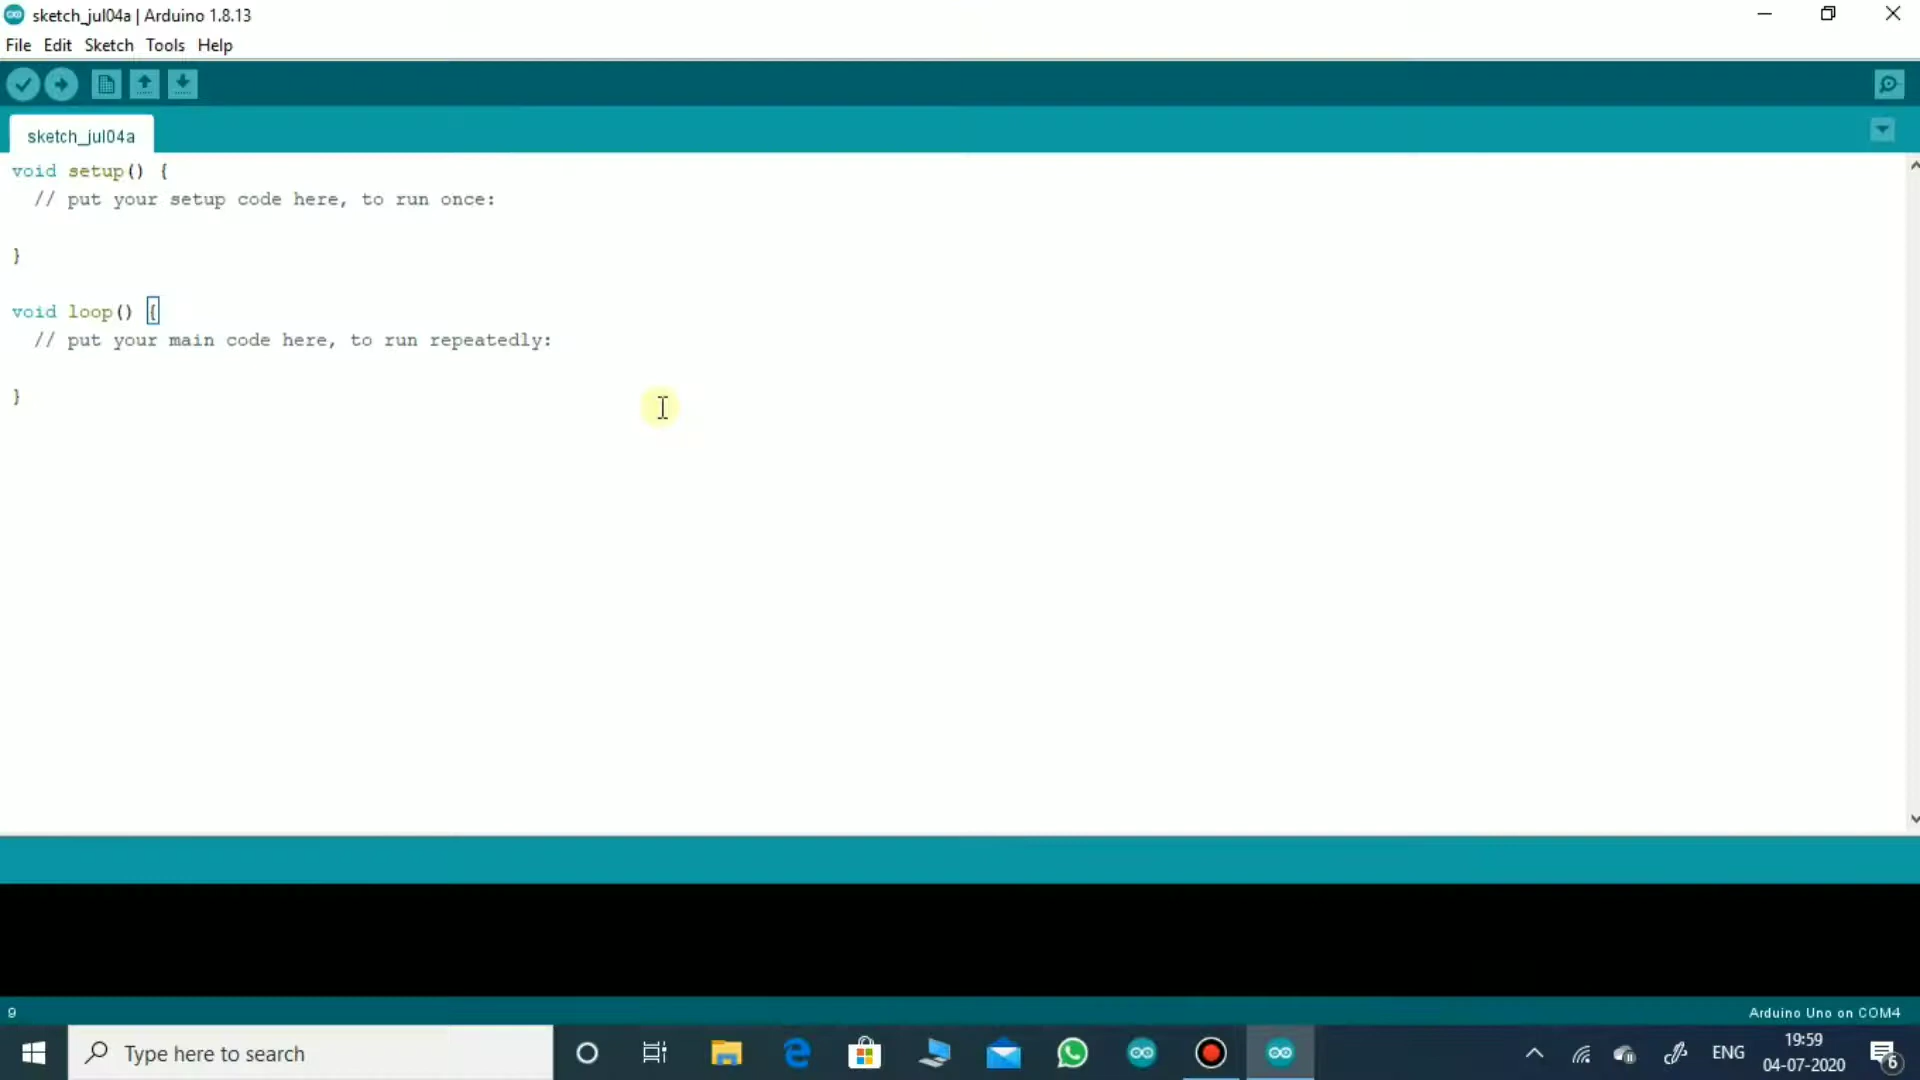 sketch_jul04a | Arduino 1.8.13
File Edit Sketch Tools Help
sketch_jul04a
void setup() {
  // put your setup code here, to run once:
}
void loop() {
  // put your main code here, to run repeatedly:
}
9
Arduino Uno on COM4
Type here to search
ENG
19:59
04-07-2020
6